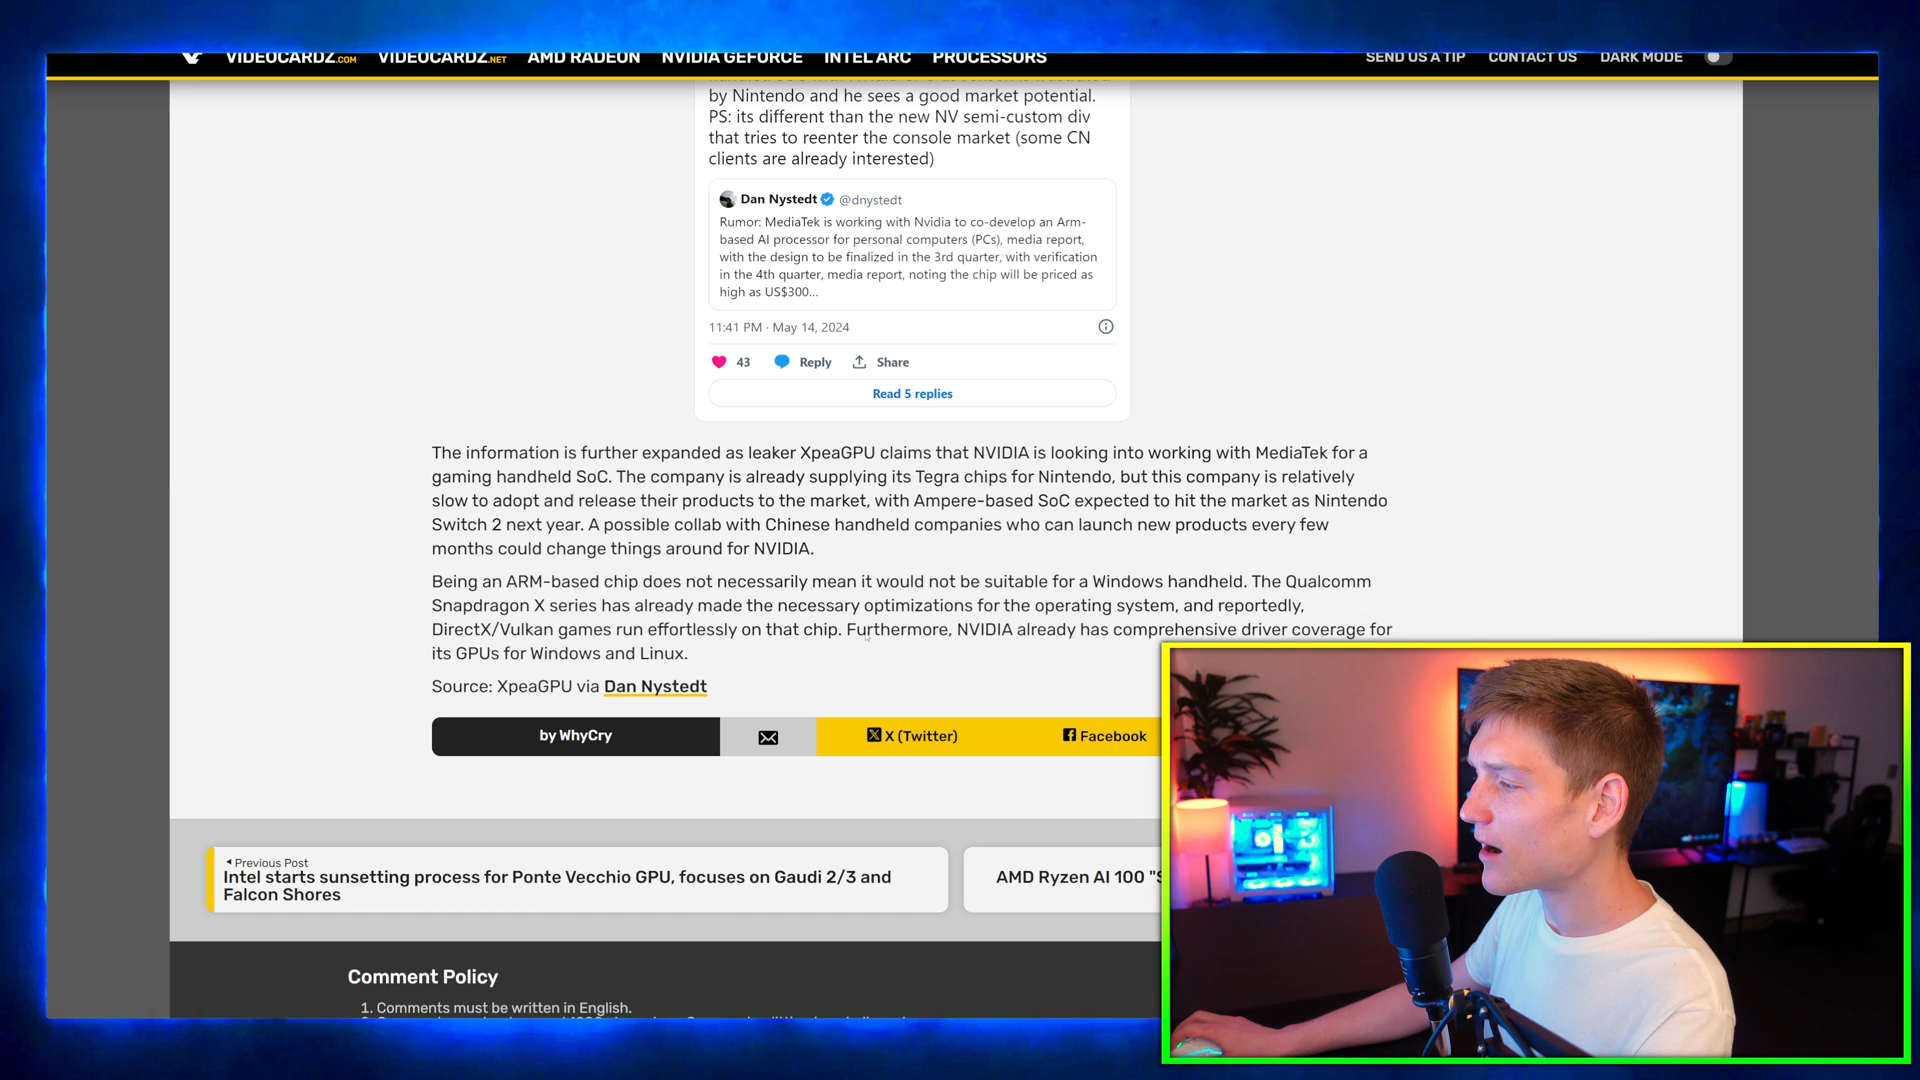 VIDEOCARDZ.COM VIDEOCARDZ.NET AMD RADEON NVIDIA GEFORCE INTEL ARC PROCESSORS SEND US A TIP CONTACT US DARK MODE
by Nintendo and he sees a good market potential.
PS: its different than the new NV semi-custom div
that tries to reenter the console market (some CN
clients are already interested)
Dan Nystedt @dnystedt
Rumor: MediaTek is working with Nvidia to co-develop an Arm-
based AI processor for personal computers (PCs), media report,
with the design to be finalized in the 3rd quarter, with verification
in the 4th quarter, media report, noting the chip will be priced as
high as US$300...
11:41 PM · May 14, 2024
43 Reply Share
Read 5 replies
The information is further expanded as leaker XpeaGPU claims that NVIDIA is looking into working with MediaTek for a
gaming handheld SoC. The company is already supplying its Tegra chips for Nintendo, but this company is relatively
slow to adopt and release their products to the market, with Ampere-based SoC expected to hit the market as Nintendo
Switch 2 next year. A possible collab with Chinese handheld companies who can launch new products every few
months could change things around for NVIDIA.
Being an ARM-based chip does not necessarily mean it would not be suitable for a Windows handheld. The Qualcomm
Snapdragon X series has already made the necessary optimizations for the operating system, and reportedly,
DirectX/Vulkan games run effortlessly on that chip. Furthermore, NVIDIA already has comprehensive driver coverage for
its GPUs for Windows and Linux.
Source: XpeaGPU via Dan Nystedt
by WhyCry X (Twitter) Facebook
Previous Post
Intel starts sunsetting process for Ponte Vecchio GPU, focuses on Gaudi 2/3 and
Falcon Shores
AMD Ryzen AI 100 "S
Comment Policy
1. Comments must be written in English.